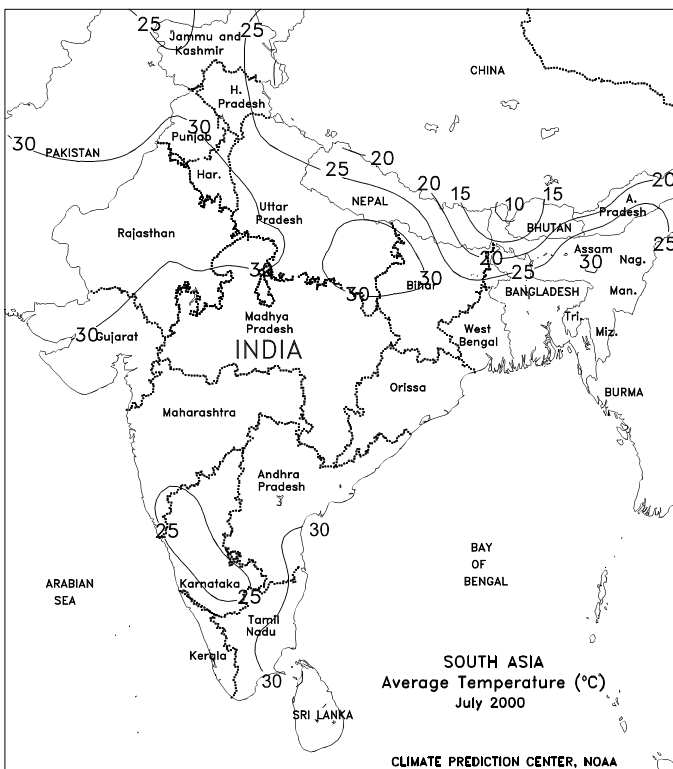 25
25
Jammu and
Kashmir
CHINA
H.
Pradesh
30
Punjab
30
PAKISTAN
20
25
20
15
15
20
Har.
10
A.
Pradesh
NEPAL
Uttar
Pradesh
BHUTAN
Rajasthan
Assam
25
20
Nag.
30
30
25
30
Bihar
30
BANGLADESH
Man.
Madhya
Pradesh
Tri.
30
Gujarat
West
Bengal
Miz.
INDIA
Orissa
BURMA
Maharashtra
Andhra
Pradesh
25
30
BAY
OF
BENGAL
ARABIAN
SEA
Karnataka
25
Tamil
Nadu
Kerala
30
SOUTH ASIA
Average Temperature (°C)
July 2000
SRI LANKA
CLIMATE PREDICTION CENTER, NOAA